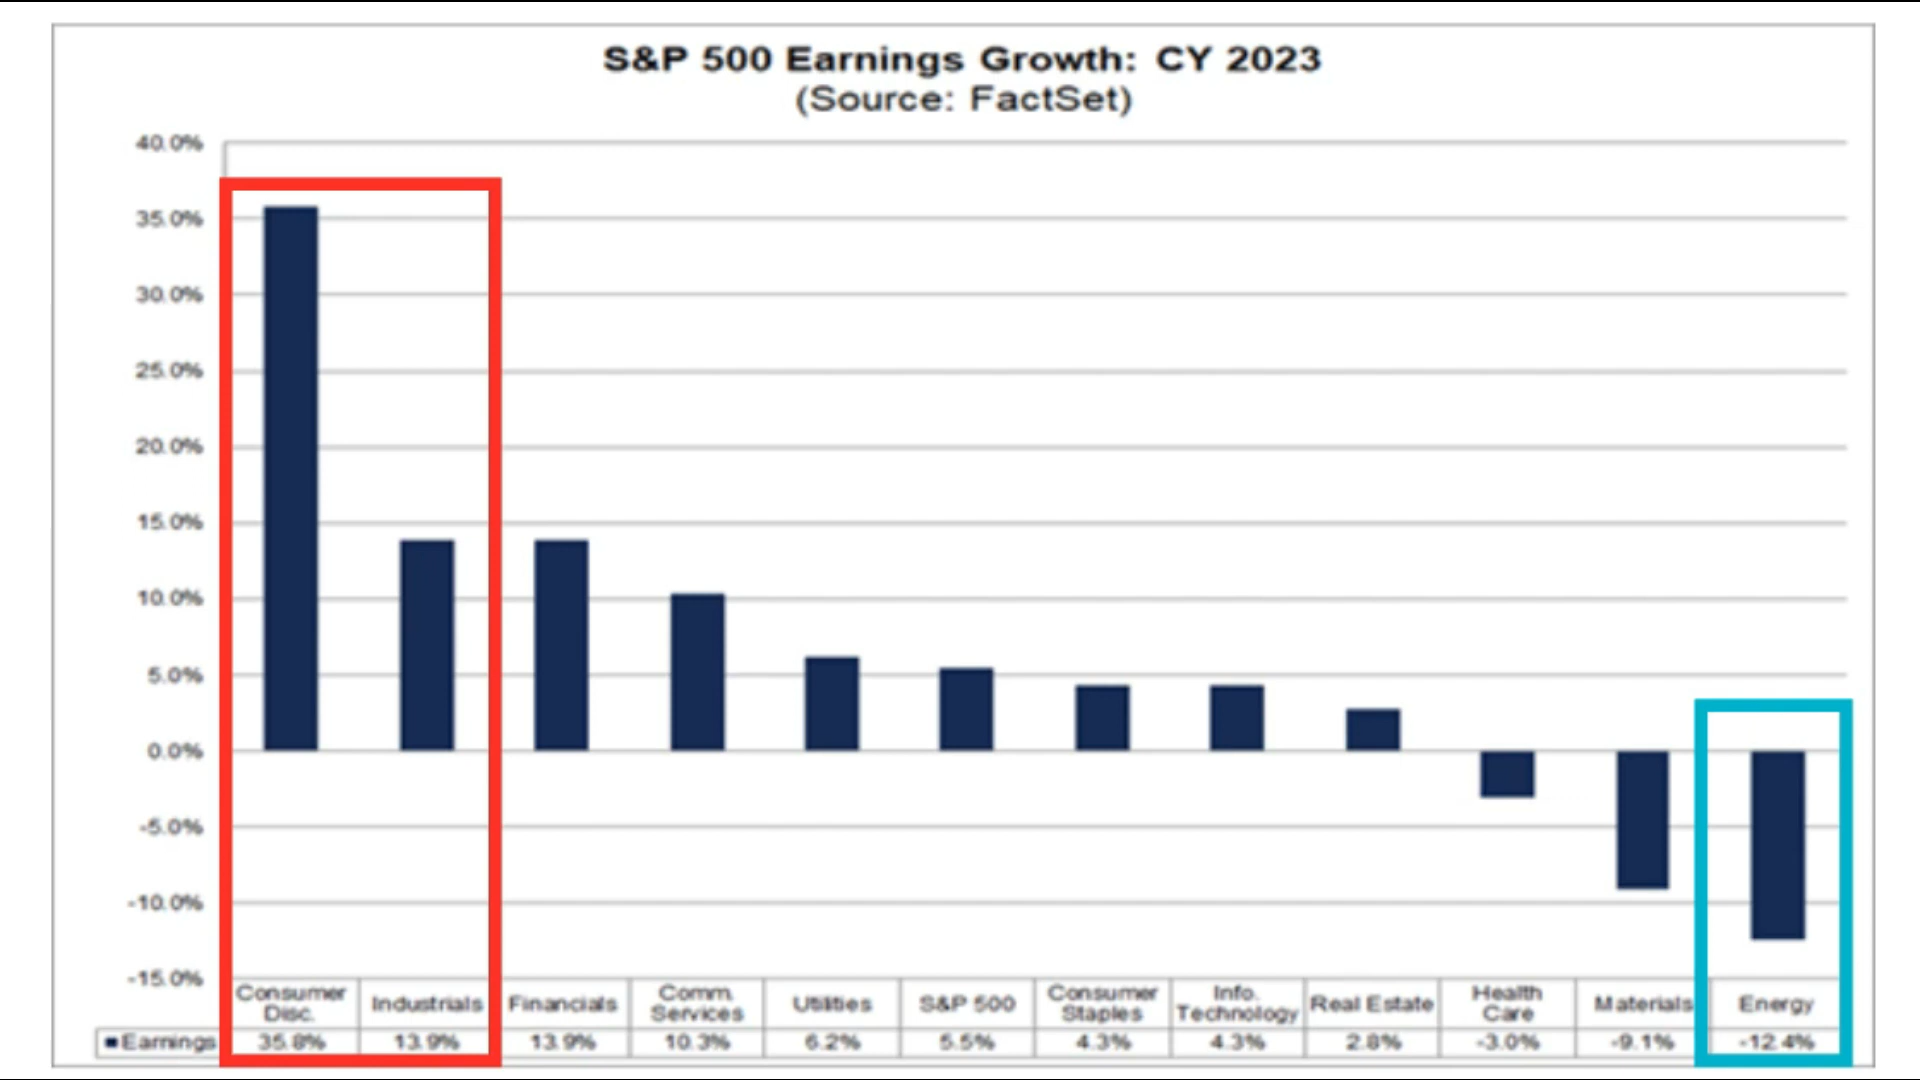 S&P 500 Earnings Growth: CY 2023
(Source: FactSet)
40.0%
35.0%
30.0%
25.0%
20.0%
15.0%
10.0%
5.0%
0.0%
-5.0%
-10.0%
-15.0%
Consumer Disc.
Industrials
Financials
Comm. Services
Utilities
S&P 500
Consumer Staples
Info. Technology
Real Estate
Health Care
Materials
Energy
Earnings 35.8% 13.9% 13.9% 10.3% 6.2% 5.5% 4.3% 4.3% 2.8% -3.0% -9.1% -12.4%